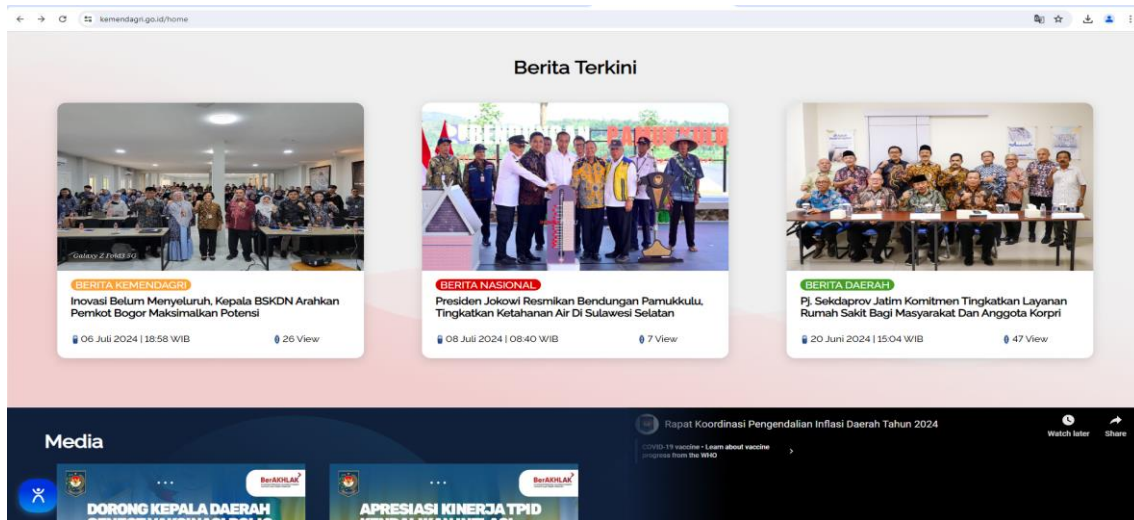 kemendagri.go.id/home
Berita Terkini
Galaxy Z Fold3 5G
BERITA KEMENDAGRI
Inovasi Belum Menyeluruh, Kepala BSKDN Arahkan
Pemkot Bogor Maksimalkan Potensi
06 Juli 2024 | 18:58 WIB
26 View
BERITA NASIONAL
Presiden Jokowi Resmikan Bendungan Pamukkulu,
Tingkatkan Ketahanan Air Di Sulawesi Selatan
08 Juli 2024 | 08:40 WIB
7 View
BERITA DAERAH
Pj. Sekdaprov Jatim Komitmen Tingkatkan Layanan
Rumah Sakit Bagi Masyarakat Dan Anggota Korpri
20 Juni 2024 | 15:04 WIB
47 View
Media
BerAKHLAK
DORONG KEPALA DAERAH
BerAKHLAK
APRESIASI KINERJA TPID
Rapat Koordinasi Pengendalian Inflasi Daerah Tahun 2024
Watch later
Share
COVID-19 vaccine - Learn about vaccine
progress from the WHO